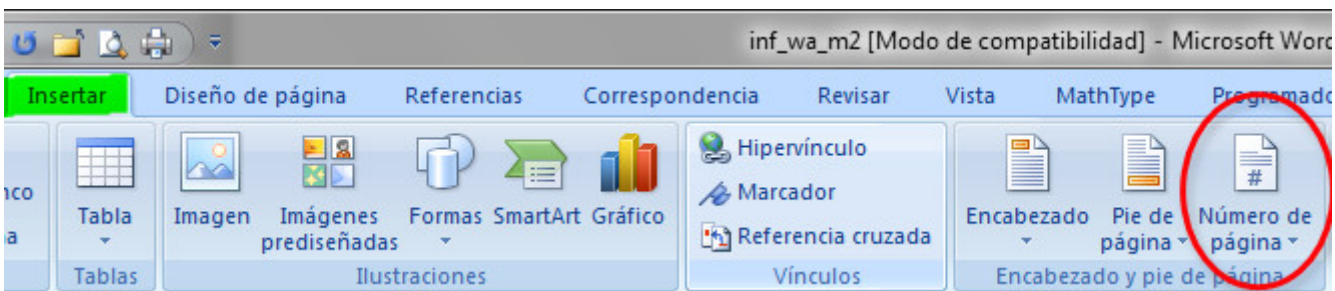 inf_wa_m2 [Modo de compatibilidad] - Microsoft Word
Insertar Diseño de página Referencias Correspondencia Revisar Vista MathType Programado
Hipervínculo
Marcador
Referencia cruzada
Tabla Imagen Imágenes prediseñadas Formas SmartArt Gráfico
Encabezado Pie de página Número de página
#
Tablas Ilustraciones Vínculos Encabezado y pie de página